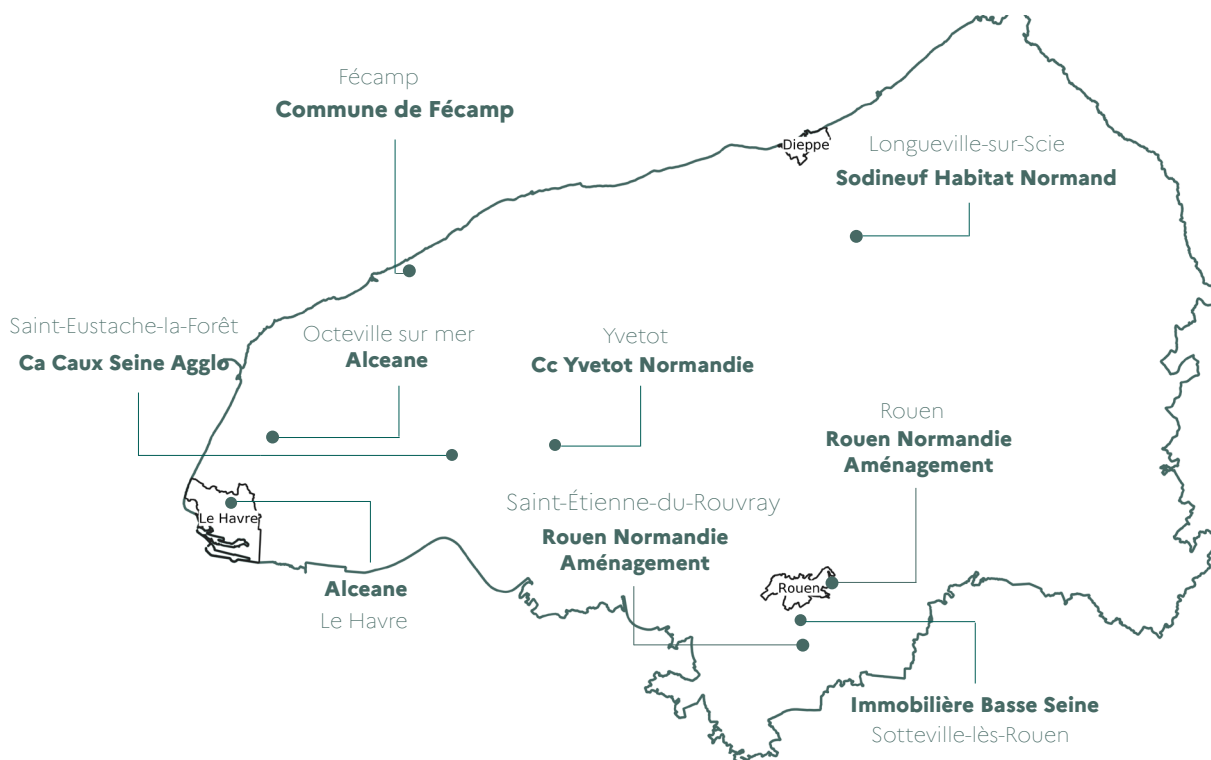 Fécamp
Commune de Fécamp
Dieppe
Longueville-sur-Scie
Sodineuf Habitat Normand
Saint-Eustache-la-Forêt
Ca Caux Seine Agglo
Octeville sur mer
Alceane
Yvetot
Cc Yvetot Normandie
Rouen
Rouen Normandie
Aménagement
Le Havre
Saint-Étienne-du-Rouvray
Rouen Normandie
Aménagement
Alceane
Le Havre
Rouen
Immobilière Basse Seine
Sotteville-lès-Rouen